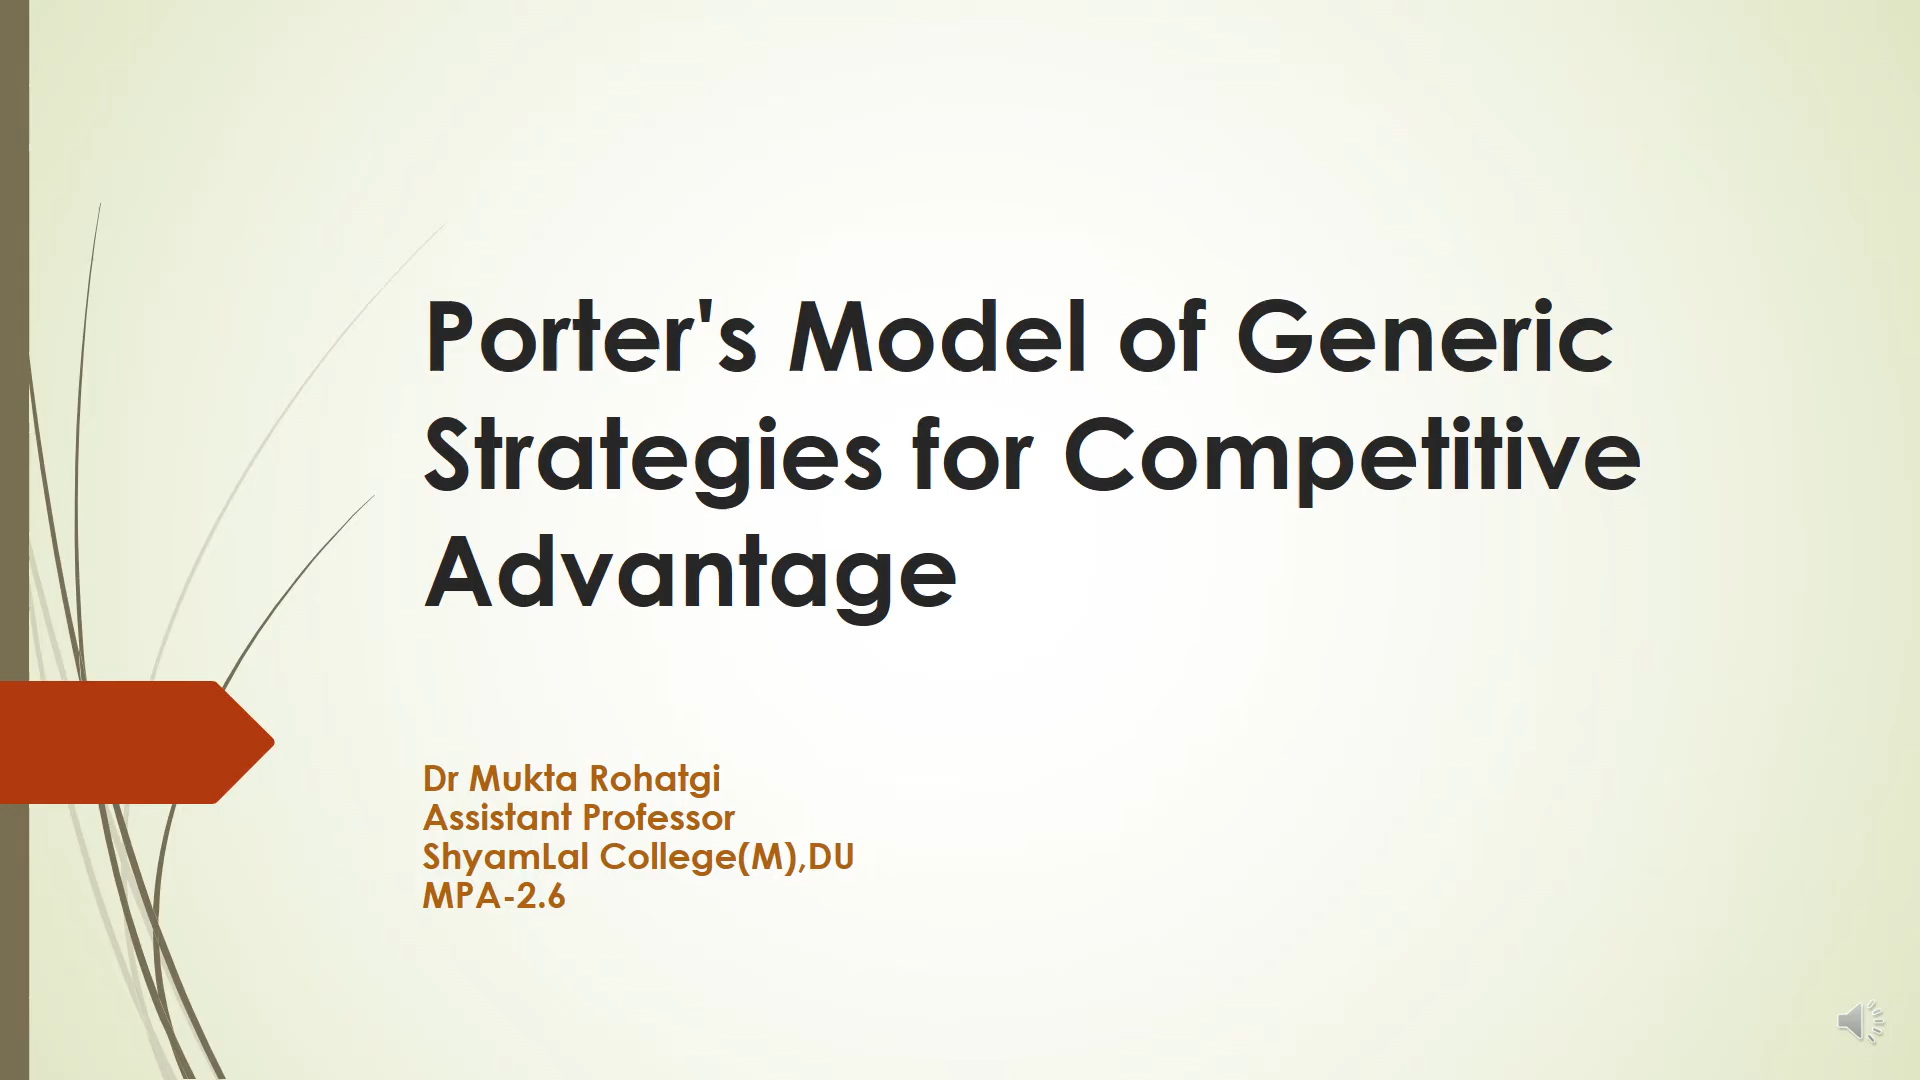 Porter's Model of Generic
Strategies for Competitive
Advantage
Dr Mukta Rohatgi
Assistant Professor
ShyamLal College(M),DU
MPA-2.6